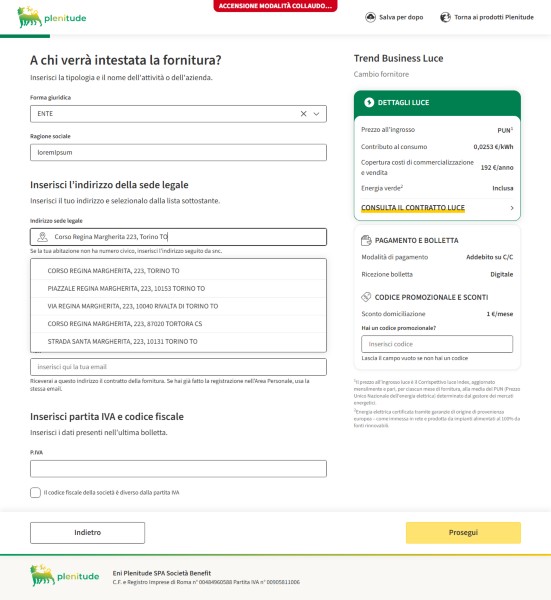 ACCENSIONE MODALITÀ COLLAUDO...
plenitude
Salva per dopo
Torna ai prodotti Plenitude
A chi verrà intestata la fornitura?
Inserisci la tipologia e il nome dell'attività o dell'azienda.
Forma giuridica
ENTE
Ragione sociale
loremipsum
Inserisci l'indirizzo della sede legale
Inserisci il tuo indirizzo e selezionalo dalla lista sottostante.
Indirizzo sede legale
Corso Regina Margherita 223, Torino TO
Se la tua abitazione non ha numero civico, inserisci l'indirizzo seguito da snc.
CORSO REGINA MARGHERITA, 223, TORINO TO
PIAZZALE REGINA MARGHERITA, 223, 10153 TORINO TO
VIA REGINA MARGHERITA, 223, 10040 RIVALTA DI TORINO TO
CORSO REGINA MARGHERITA, 223, 87020 TORTORA CS
STRADA SANTA MARGHERITA, 223, 10131 TORINO TO
Inserisci qui la tua email
Riceverai a questo indirizzo il contratto della fornitura. Se hai già fatto la registrazione nell'Area Personale, usa la
stessa email.
Inserisci partita IVA e codice fiscale
Inserisci i dati presenti nell'ultima bolletta.
P.IVA
Il codice fiscale della società è diverso dalla partita IVA
Trend Business Luce
Cambio fornitore
DETTAGLI LUCE
Prezzo all'ingrosso PUN¹
Contributo al consumo 0,0253 €/kWh
Copertura costi di commercializzazione
e vendita 192 €/anno
Energia verde² Inclusa
CONSULTA IL CONTRATTO LUCE
PAGAMENTO E BOLLETTA
Modalità di pagamento Addebito su C/C
Ricezione bolletta Digitale
CODICE PROMOZIONALE E SCONTI
Sconto domiciliazione 1 €/mese
Hai un codice promozionale?
Inserisci codice
Lascia il campo vuoto se non hai un codice
¹Il prezzo all'ingrosso luce è il Corrispettivo luce Index, aggiornato
mensilmente e pari, per ciascun mese di fornitura, alla media del PUN (Prezzo
Unico Nazionale dell'energia elettrica) determinato dal gestore dei mercati
energetici.
²Energia elettrica certificata tramite garanzie di origine di provenienza
europea – come immessa in rete e prodotta da impianti alimentati al 100% da
fonti rinnovabili.
Indietro
Prosegui
plenitude
Eni Plenitude SPA Società Benefit
C.F. e Registro Imprese di Roma n° 00484960588 Partita IVA n° 00905811006